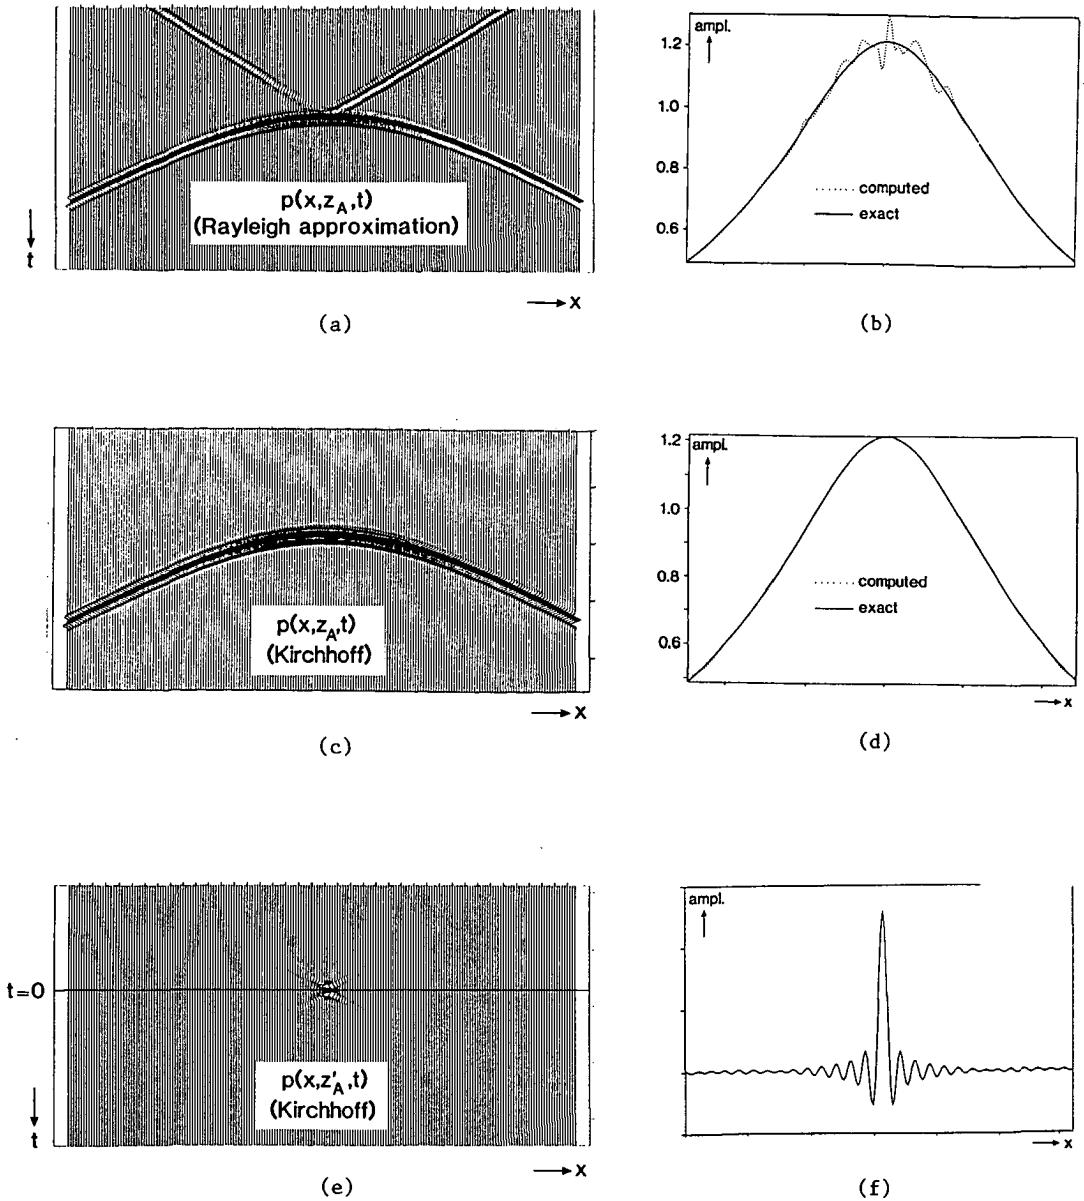 p(x,z_A,t)
(Rayleigh approximation)
t
x
(a)
ampl.
1.2
1.0
0.8
0.6
computed
exact
(b)
p(x,z_A,t)
(Kirchhoff)
x
(c)
ampl.
1.2
1.0
0.8
0.6
computed
exact
x
(d)
t=0
p(x,z'_A,t)
(Kirchhoff)
t
x
(e)
ampl.
x
(f)